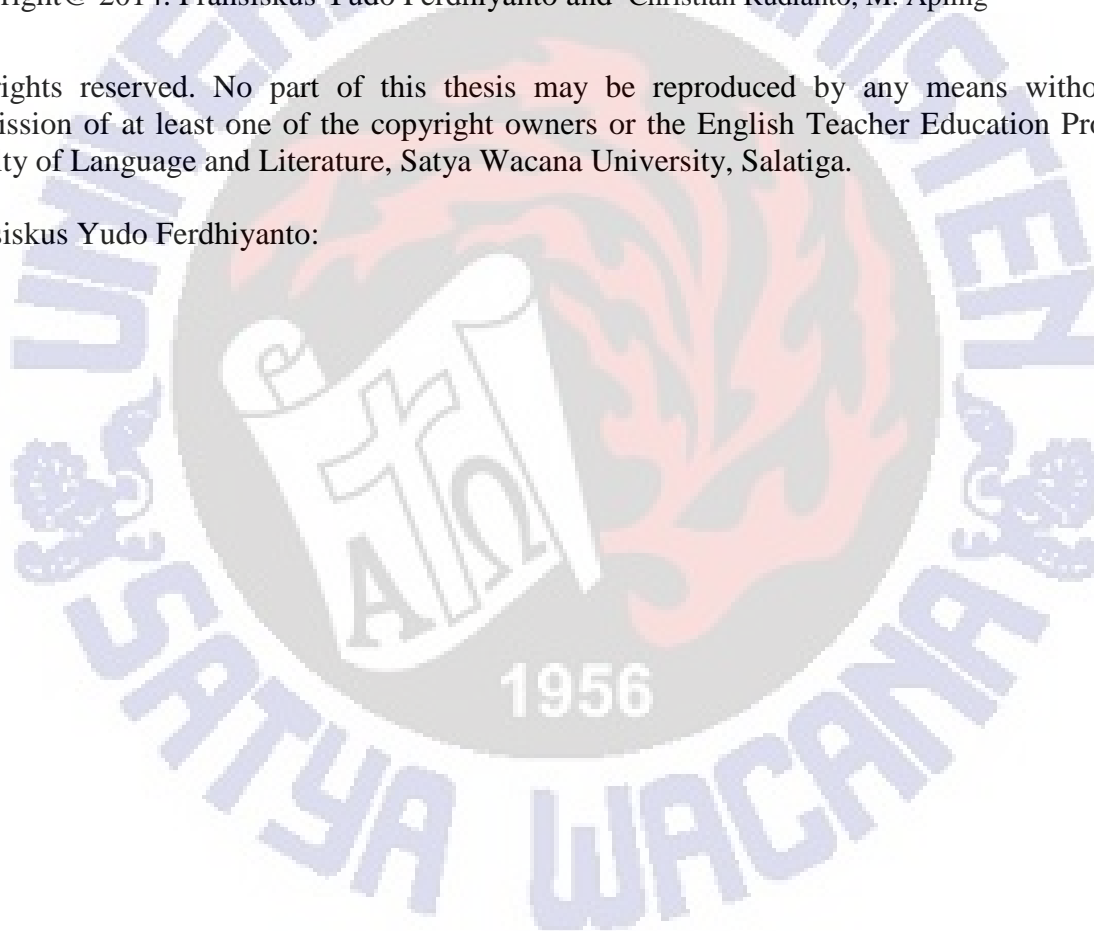 right@ 2014. Fransiskus Yudo Ferdhiyanto and Christian Rudianto, M. Apling
rights reserved. No part of this thesis may be reproduced by any means witho
ission of at least one of the copyright owners or the English Teacher Education Pro
ty of Language and Literature, Satya Wacana University, Salatiga.
siskus Yudo Ferdhiyanto:
Α Ω
1956
SATYA WACANA